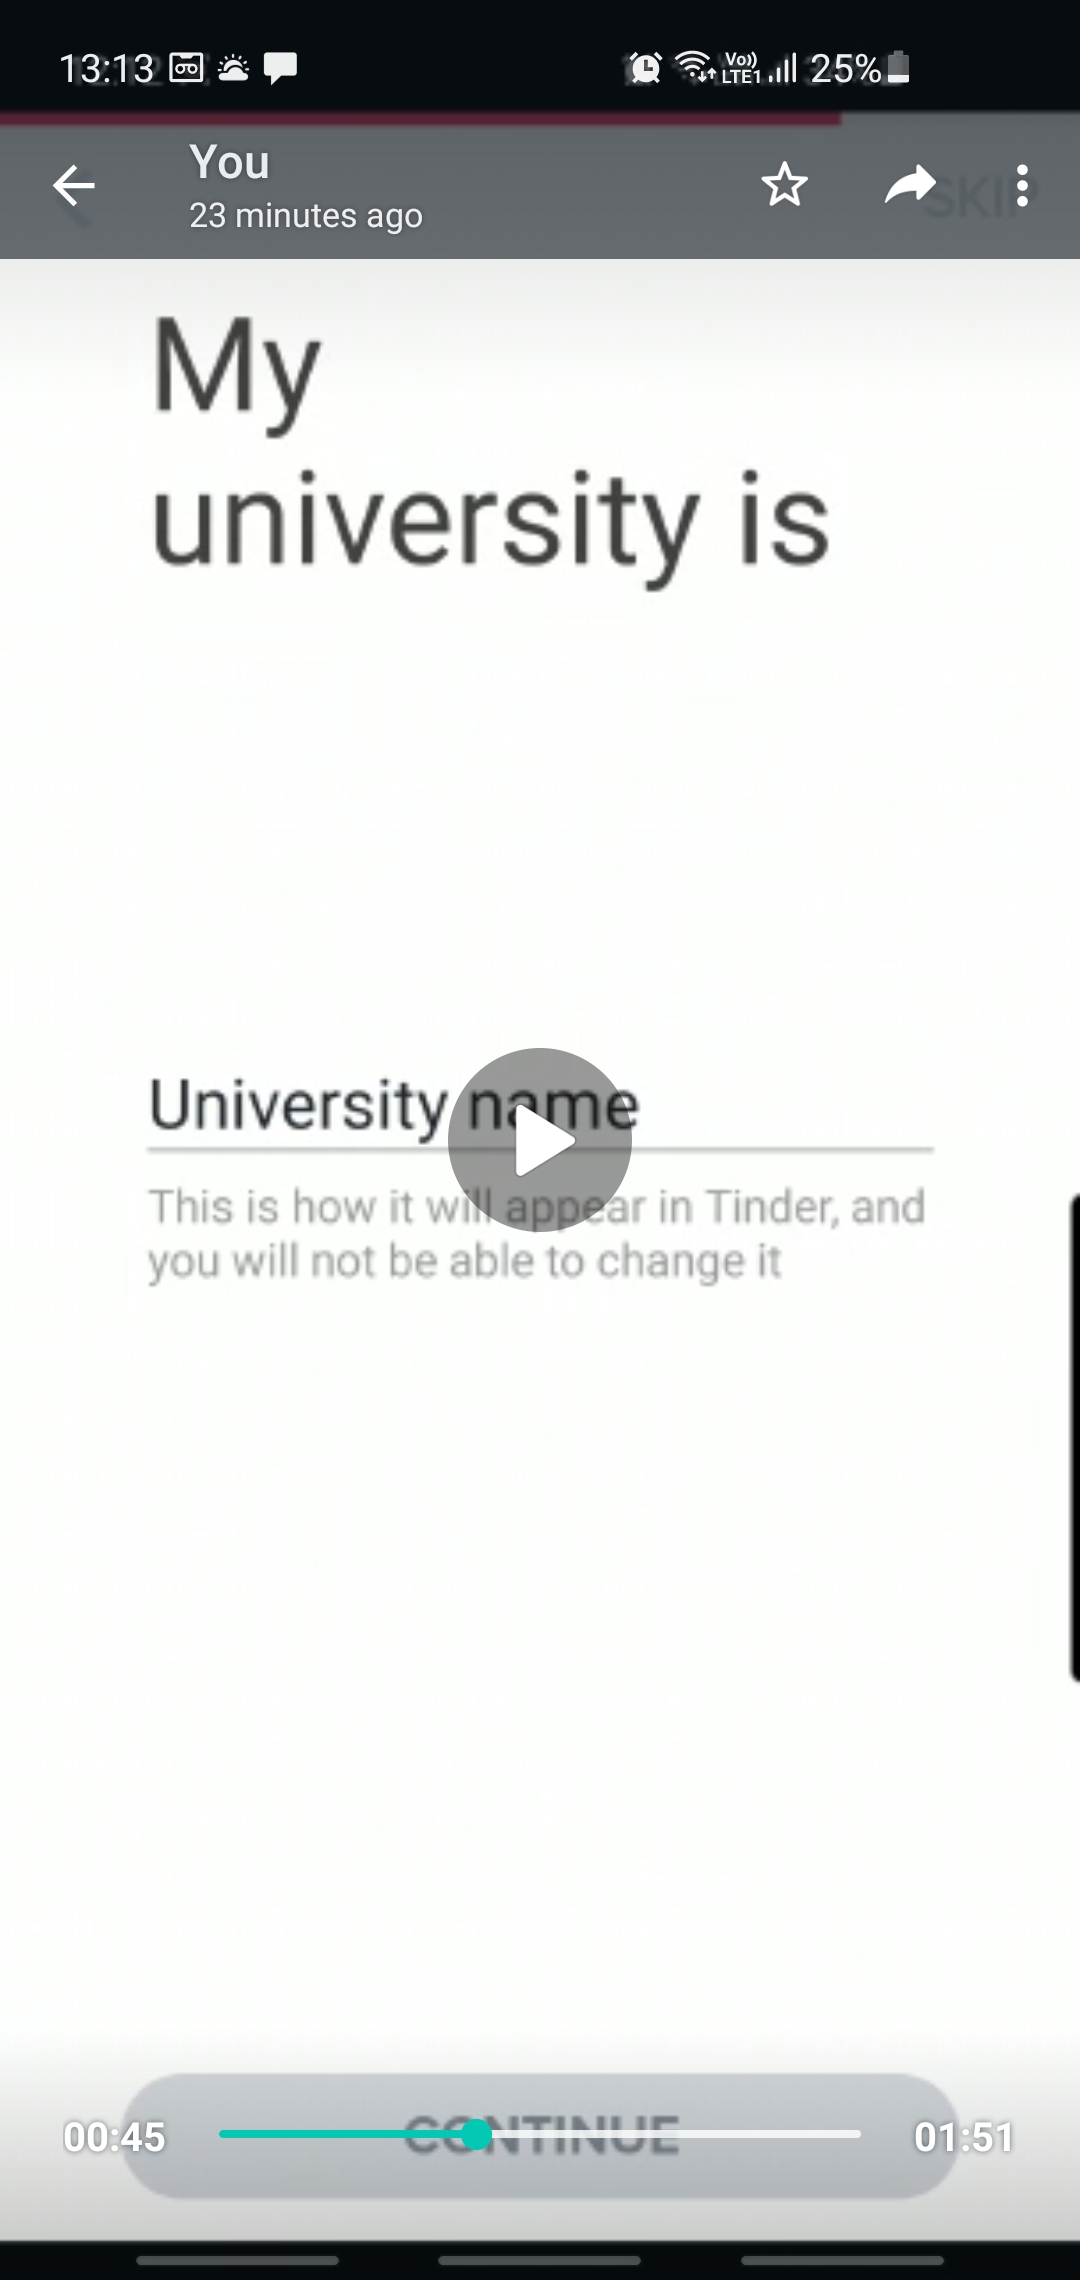 13:13 Vo)) LTE1 25%
You
23 minutes ago
SKIP
My
university is
University name
This is how it will appear in Tinder, and
you will not be able to change it
CONTINUE
00:45 01:51